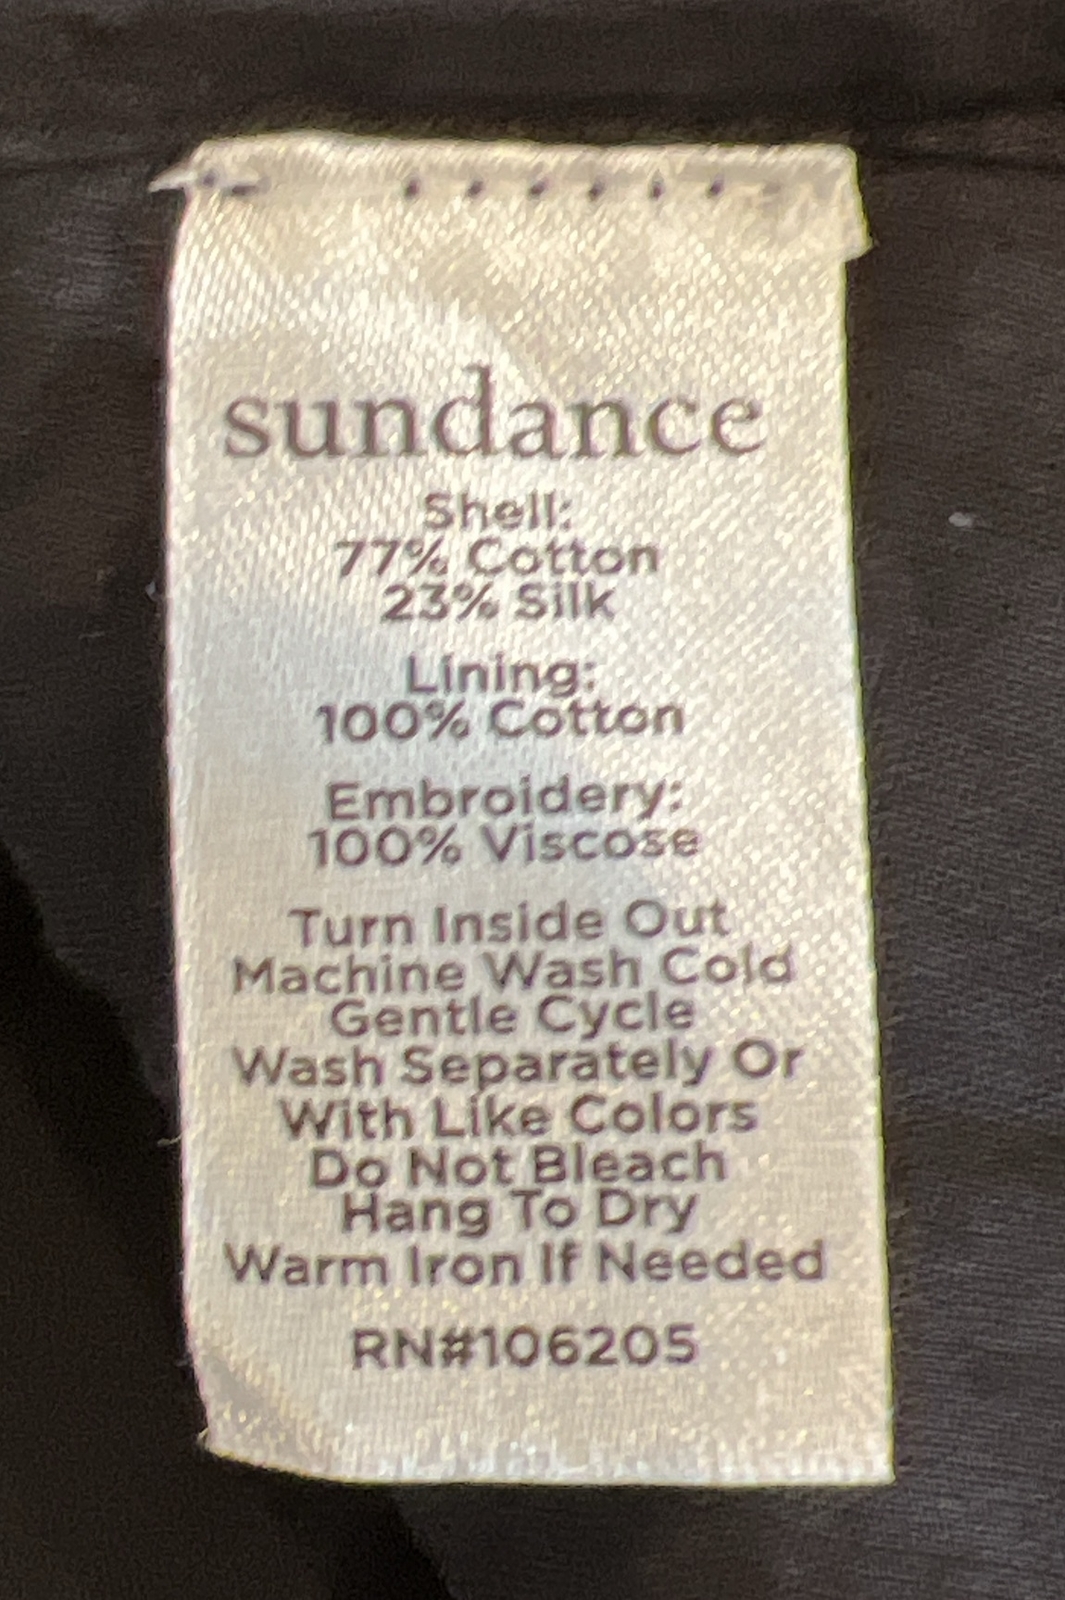 sundance
Shell:
77% Cotton
23% Silk
Lining:
100% Cotton
Embroidery:
100% Viscose
Turn Inside Out
Machine Wash Cold
Gentle Cycle
Wash Separately Or
With Like Colors
Do Not Bleach
Hang To Dry
Warm Iron If Needed
RN#106205